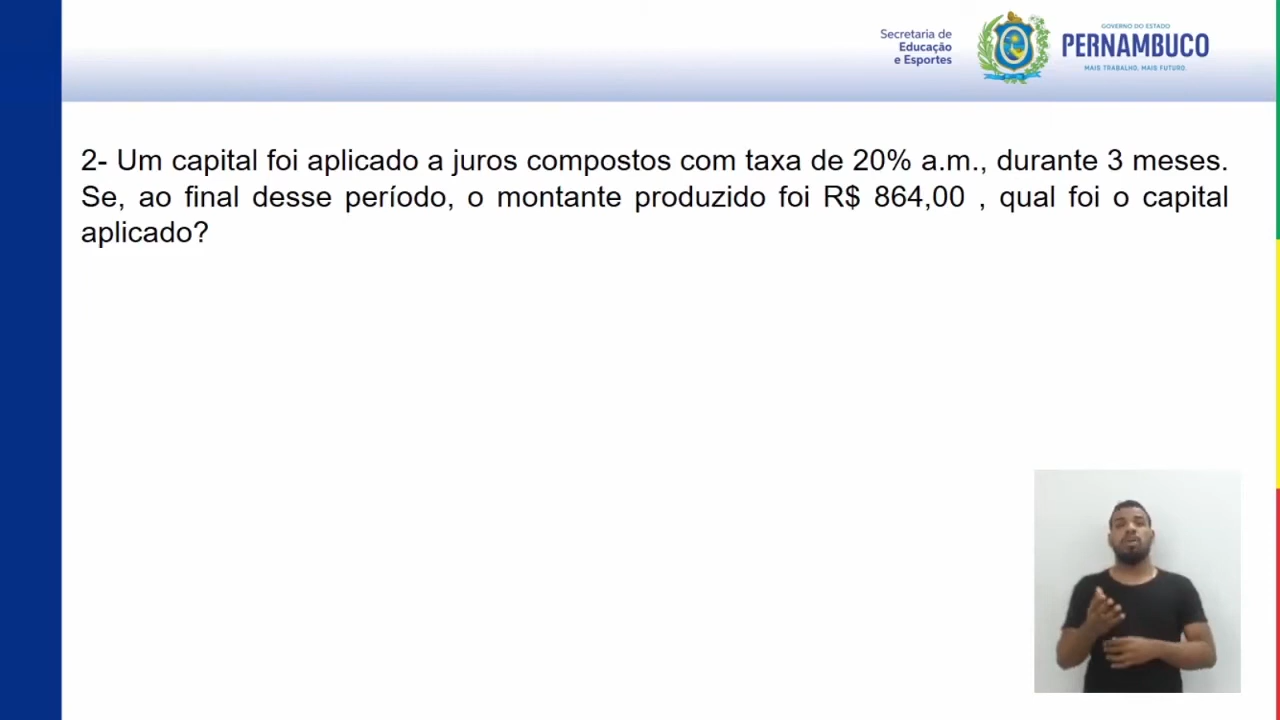 Secretaria de
Educação
e Esportes
GOVERNO DO ESTADO
PERNAMBUCO
MAIS TRABALHO, MAIS FUTURO.
2- Um capital foi aplicado a juros compostos com taxa de 20% a.m., durante 3 meses.
Se, ao final desse período, o montante produzido foi R$ 864,00 , qual foi o capital
aplicado?